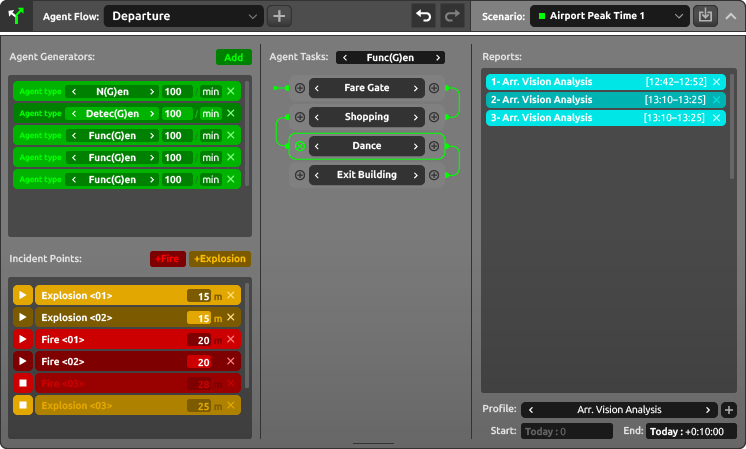 Agent Flow: Departure
Scenario: Airport Peak Time 1
Agent Generators: Add
Agent type N(G)en 100 / min
Agent type Detec(G)en 100 / min
Agent type Func(G)en 100 / min
Agent type Func(G)en 100 / min
Agent type Func(G)en 100 / min
Incident Points: +Fire +Explosion
Explosion <01> 15 m
Explosion <02> 15 m
Fire <01> 20 m
Fire <02> 20
Fire <03> 28 m
Explosion <03> 25 m
Agent Tasks: Func(G)en
Fare Gate
Shopping
Dance
Exit Building
Reports:
1- Arr. Vision Analysis [12:42–12:52]
2- Arr. Vision Analysis [13:10–13:25]
3- Arr. Vision Analysis [13:10–13:25]
Profile: Arr. Vision Analysis
Start: Today : 0 End: Today : +0:10:00